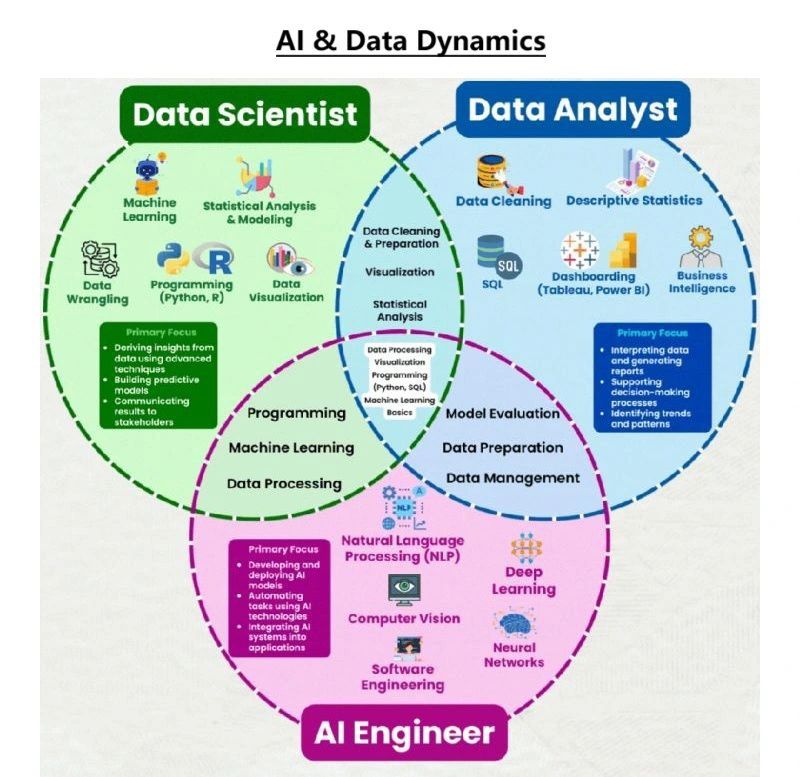 AI & Data Dynamics
Data Scientist
Data Analyst
Machine
Learning
Statistical Analysis
& Modeling
Data
Wrangling
Programming
(Python, R)
Data
Visualization
Primary Focus
• Deriving insights from
data using advanced
techniques
• Building predictive
models
• Communicating
results to
stakeholders
Data Cleaning
& Preparation
Visualization
Statistical
Analysis
Data Cleaning
Descriptive Statistics
SQL
SQL
Dashboarding
(Tableau, Power BI)
Business
Intelligence
Primary Focus
• Interpreting data
and generating
reports
• Supporting
decision-making
processes
• Identifying trends
and patterns
Data Processing
Visualization
Programming
(Python, SQL)
Machine Learning
Basics
Programming
Machine Learning
Data Processing
Model Evaluation
Data Preparation
Data Management
A
NLP
Natural Language
Processing (NLP)
Deep
Learning
Primary Focus
• Developing and
deploying AI
models
• Automating
tasks using AI
technologies
• Integrating AI
systems into
applications
Computer Vision
Neural
Networks
Software
Engineering
AI Engineer